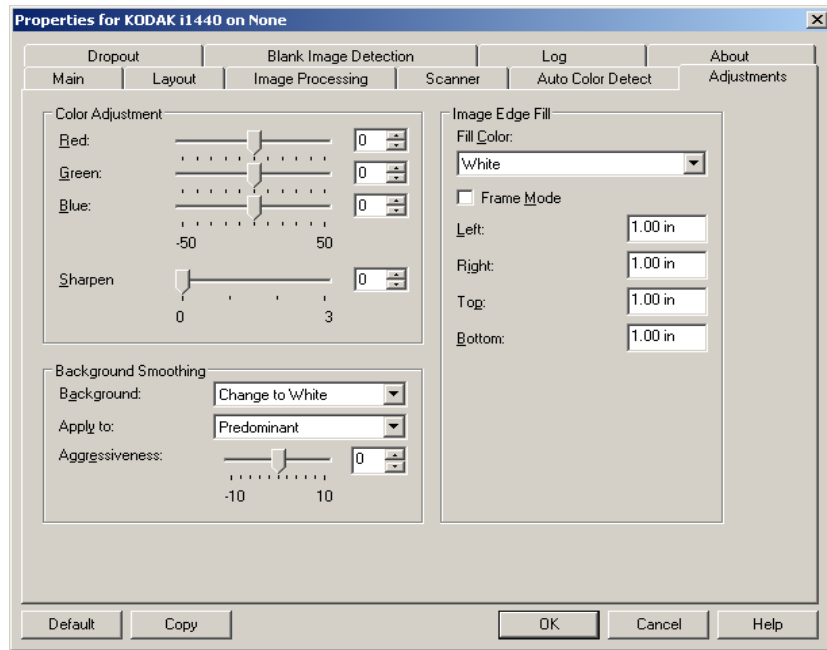 Properties for KODAK i1440 on None
Dropout Blank Image Detection Log About
Main Layout Image Processing Scanner Auto Color Detect Adjustments
Color Adjustment
Red: 0
Green: 0
Blue: 0
-50 50
Sharpen 0
0 3
Background Smoothing
Background: Change to White
Apply to: Predominant
Aggressiveness: 0
-10 10
Image Edge Fill
Fill Color:
White
Frame Mode
Left: 1.00 in
Right: 1.00 in
Top: 1.00 in
Bottom: 1.00 in
Default Copy OK Cancel Help